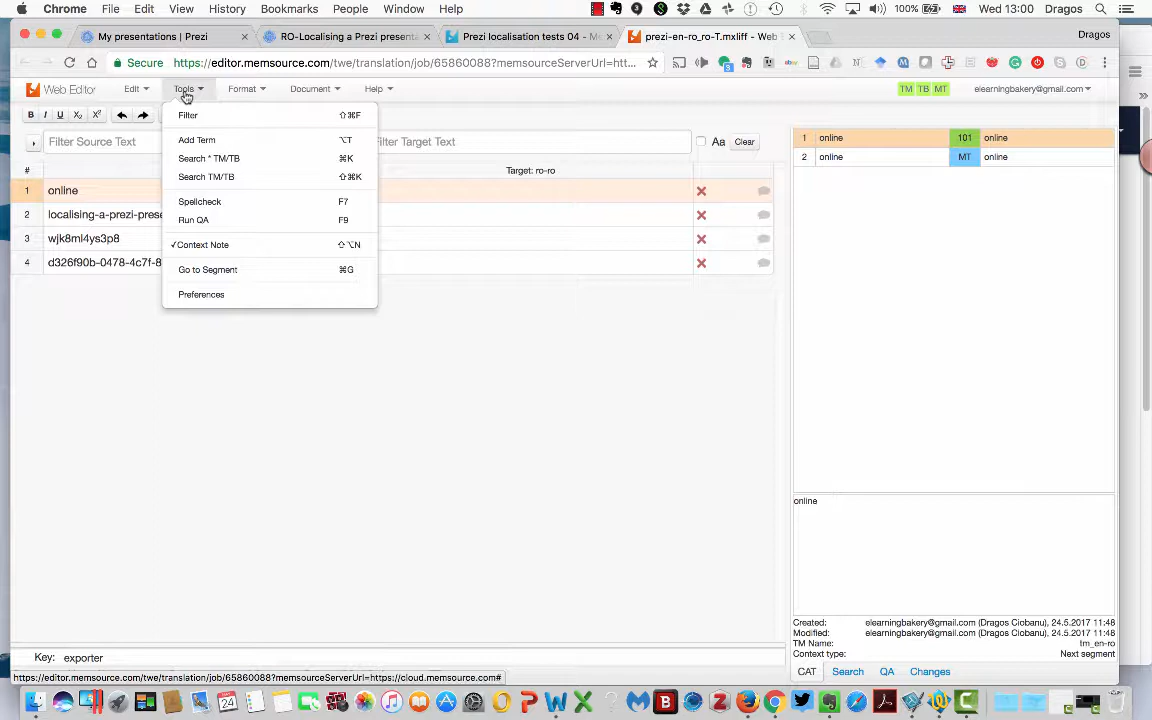 Chrome File Edit View History Bookmarks People Window Help 100% Wed 13:00 Dragos
My presentations | Prezi
RO-Localising a Prezi presenta
Prezi localisation tests 04 - Me
prezi-en-ro_ro-T.mxliff - Web
Dragos
Secure https://editor.memsource.com/twe/translation/job/65860088?memsourceServerUrl=htt...
Web Editor Edit Tools Format Document Help TM TB MT elearningbakery@gmail.com
B I U X₂ X²
Filter Source Text
Filter Target Text
Aa Clear
# Target: ro-ro
1 online
2 localising-a-prezi-prese
3 wjk8ml4ys3p8
4 d326f90b-0478-4c7f-8
Filter ⇧⌘F
Add Term ⌥T
Search * TM/TB ⌘K
Search TM/TB ⇧⌘K
Spellcheck F7
Run QA F9
✓Context Note ⇧⌥N
Go to Segment ⌘G
Preferences
1 online 101 online
2 online MT online
online
Created: elearningbakery@gmail.com (Dragos Ciobanu), 24.5.2017 11:48
Modified: elearningbakery@gmail.com (Dragos Ciobanu), 24.5.2017 11:48
TM Name: tm_en-ro
Context type: Next segment
CAT Search QA Changes
Key: exporter
https://editor.memsource.com/twe/translation/job/65860088?memsourceServerUrl=https://cloud.memsource.com#